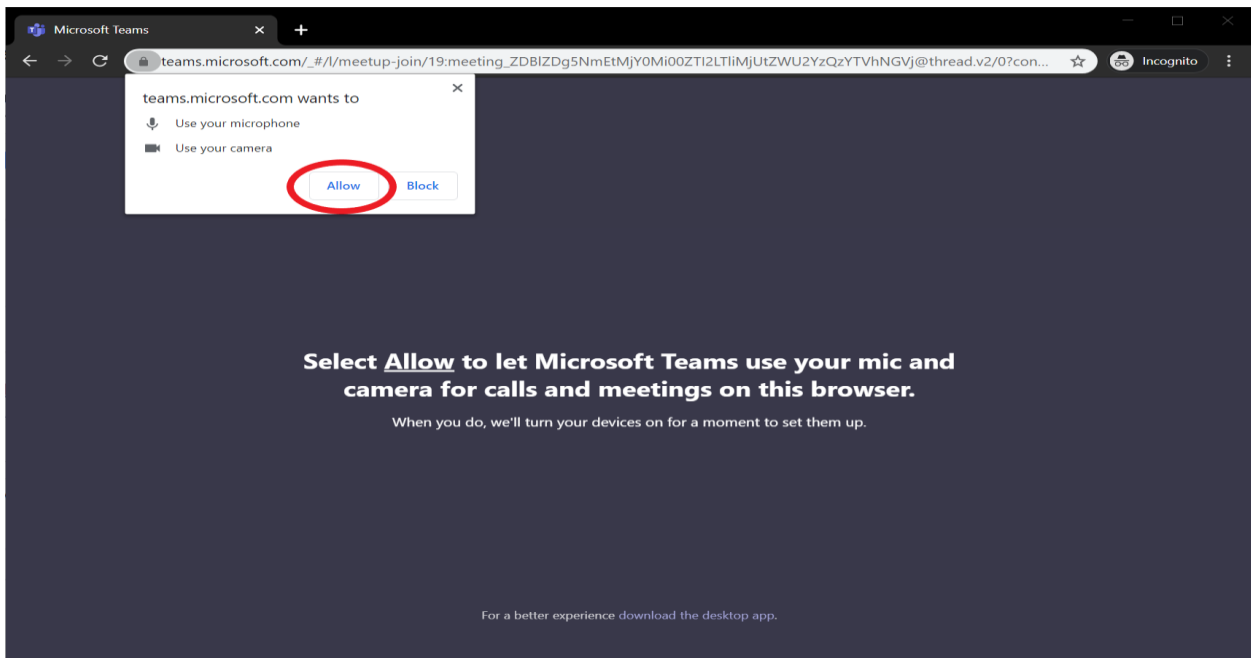 Microsoft Teams
teams.microsoft.com/_#/l/meetup-join/19:meeting_ZDBlZDg5NmEtMjY0Mi00ZTI2LTliMjUtZWU2YzQzYTVhNGVj@thread.v2/0?con...
Incognito
teams.microsoft.com wants to
Use your microphone
Use your camera
Allow
Block
Select Allow to let Microsoft Teams use your mic and
camera for calls and meetings on this browser.
When you do, we'll turn your devices on for a moment to set them up.
For a better experience download the desktop app.